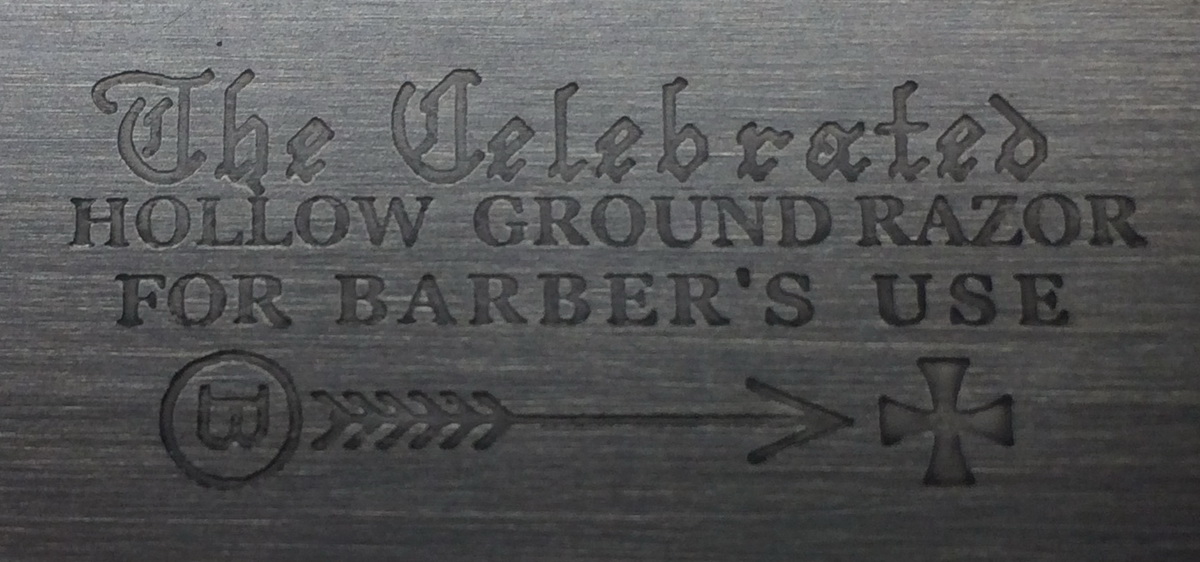 The Celebrated
HOLLOW GROUND RAZOR
FOR BARBER'S USE